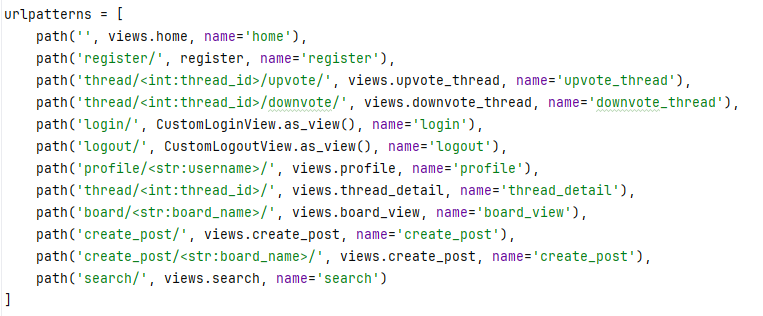 urlpatterns = [
    path('', views.home, name='home'),
    path('register/', register, name='register'),
    path('thread/<int:thread_id>/upvote/', views.upvote_thread, name='upvote_thread'),
    path('thread/<int:thread_id>/downvote/', views.downvote_thread, name='downvote_thread'),
    path('login/', CustomLoginView.as_view(), name='login'),
    path('logout/', CustomLogoutView.as_view(), name='logout'),
    path('profile/<str:username>/', views.profile, name='profile'),
    path('thread/<int:thread_id>/', views.thread_detail, name='thread_detail'),
    path('board/<str:board_name>/', views.board_view, name='board_view'),
    path('create_post/', views.create_post, name='create_post'),
    path('create_post/<str:board_name>/', views.create_post, name='create_post'),
    path('search/', views.search, name='search')
]